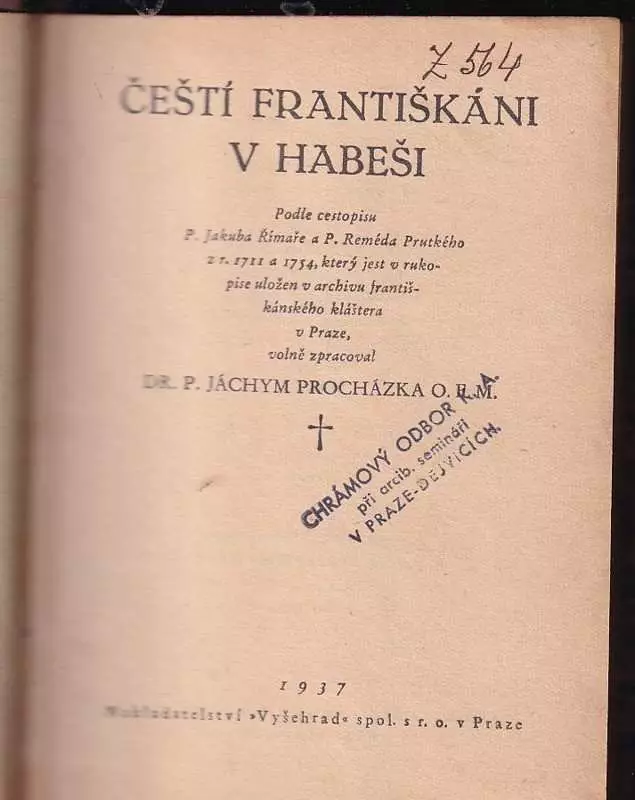 Z 564
ČEŠTÍ FRANTIŠKÁNI
V HABEŠI
Podle cestopisu
P. Jakuba Římaře a P. Reméda Prutkého
z r. 1711 a 1754, který jest v ruko-
pise uložen v archivu františ-
kánského kláštera
v Praze,
volně zpracoval
DR. P. JÁCHYM PROCHÁZKA O. F. M.
CHRÁMOVÝ ODBOR K. A.
při arcib. semináři
V PRAZE-DEJVICÍCH.
1937
Nakladatelství »Vyšehrad« spol. s r. o. v Praze